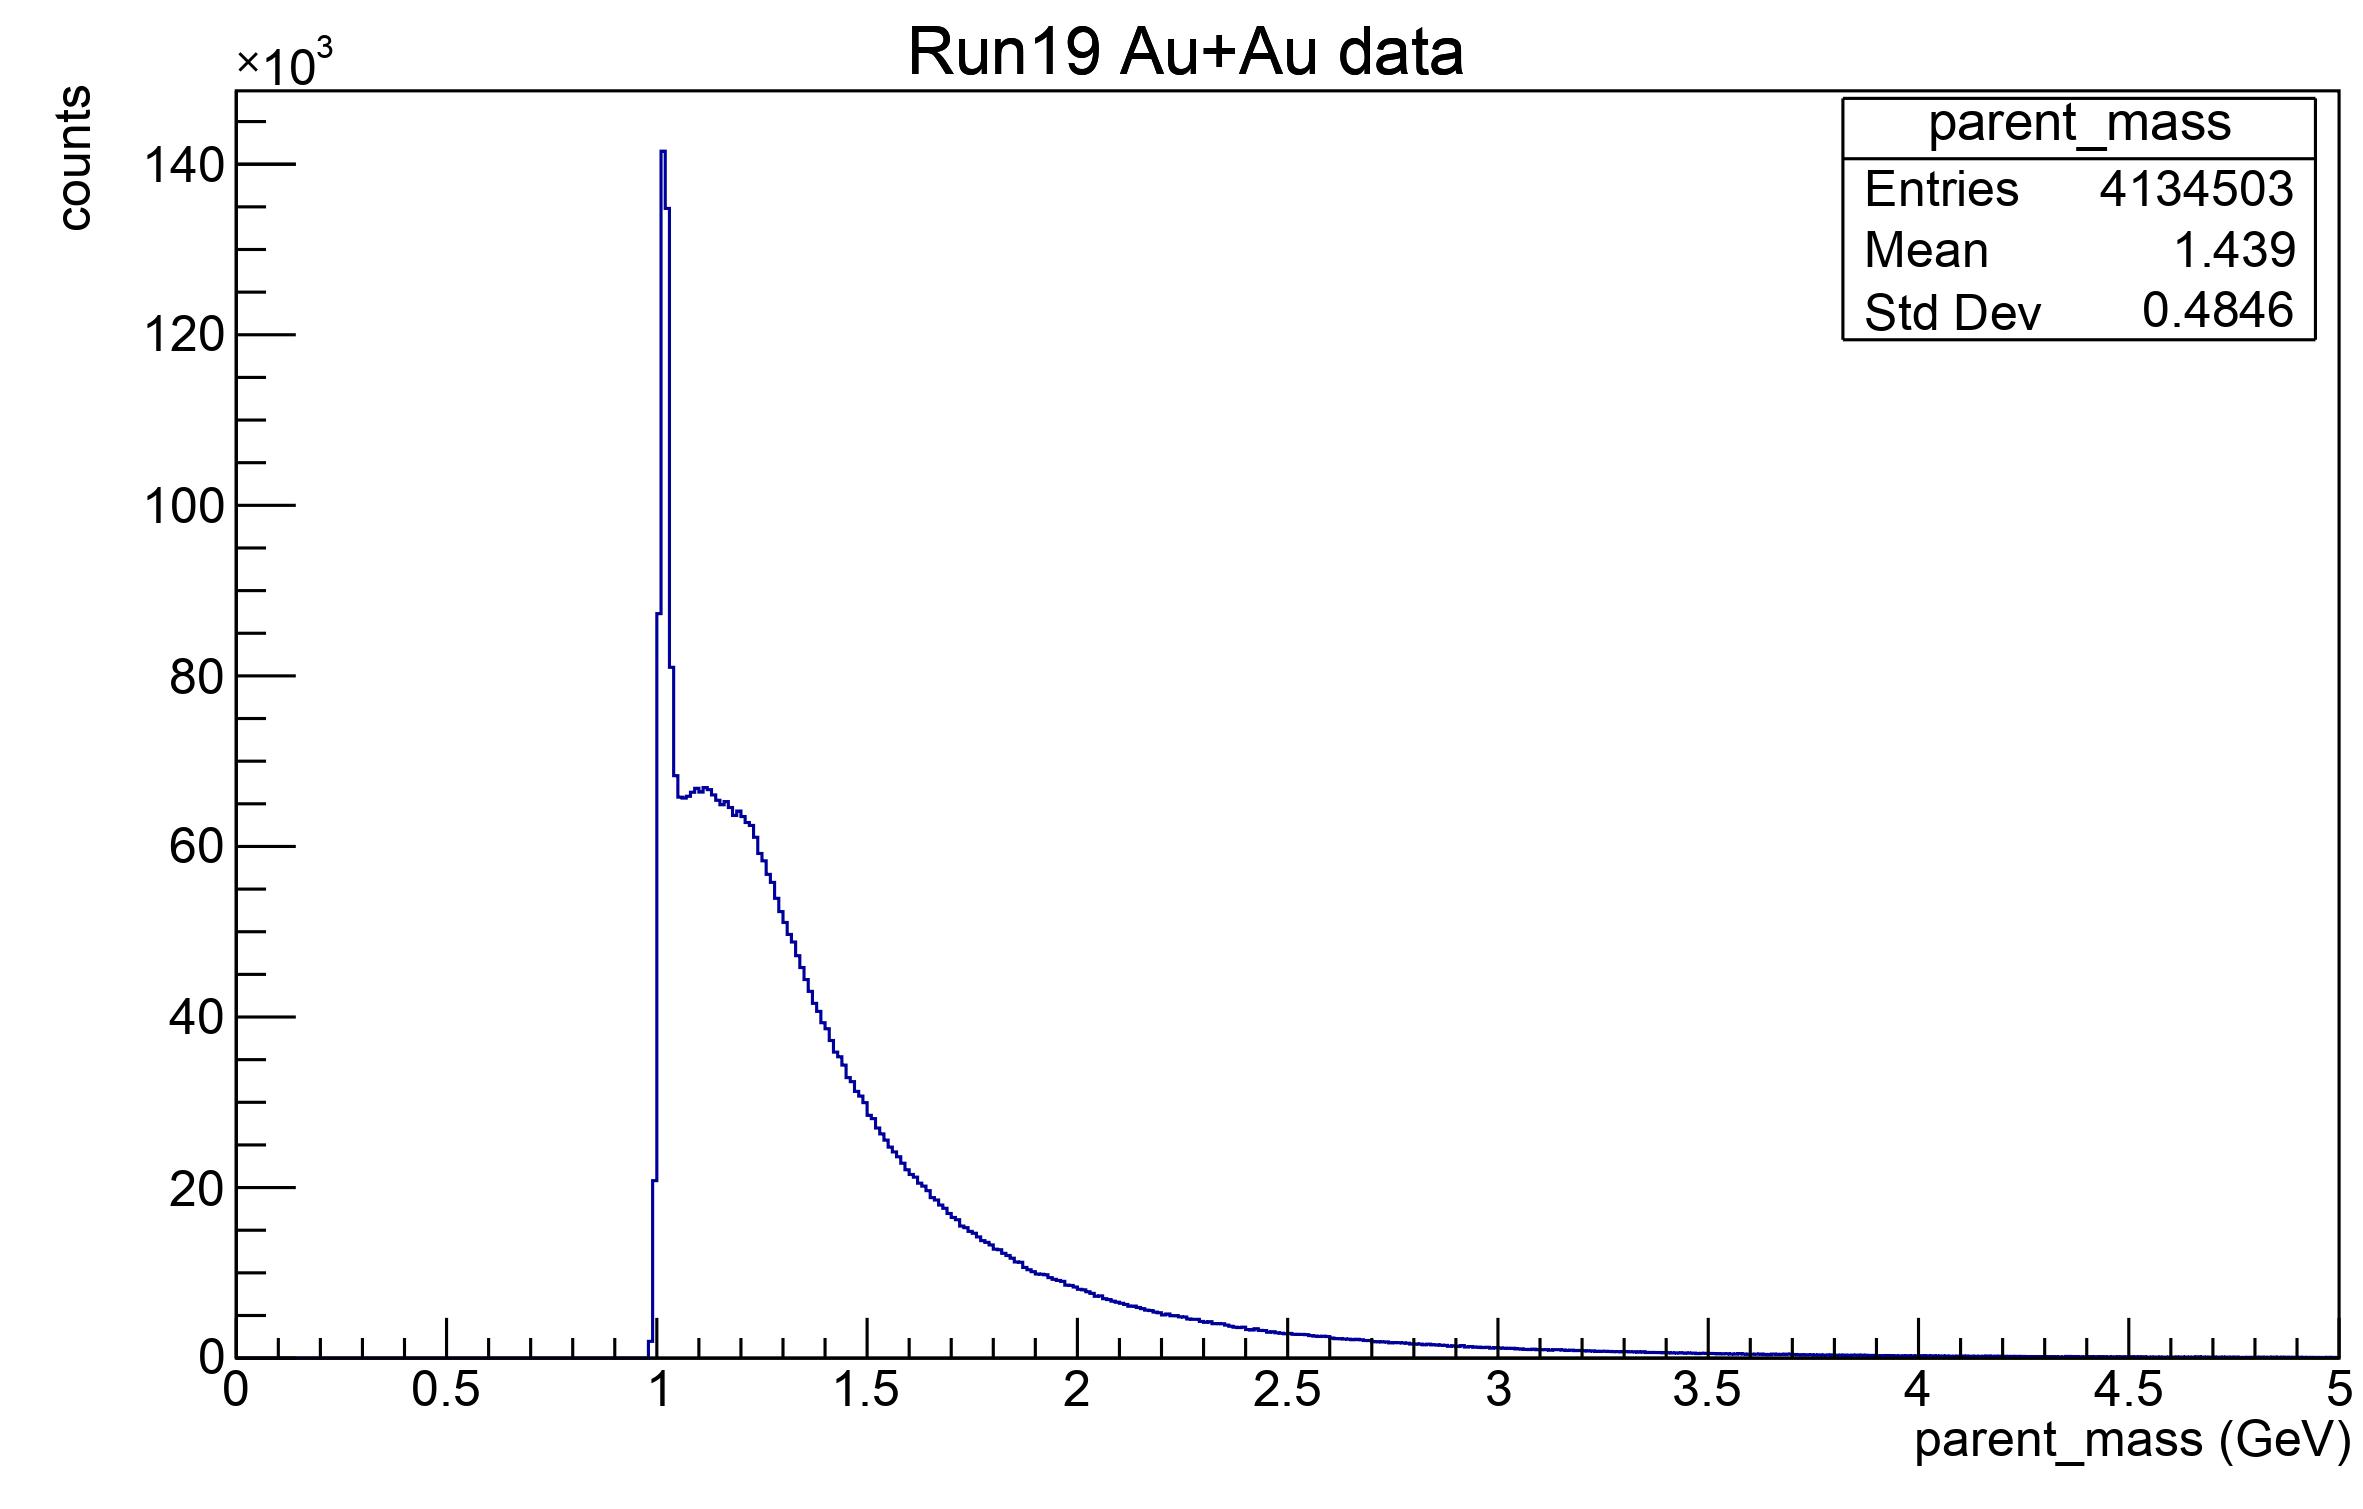 Run19 Au+Au data
×10³
counts
parent_mass
Entries 4134503
Mean 1.439
Std Dev 0.4846
140
120
100
80
60
40
20
0
0 0.5 1 1.5 2 2.5 3 3.5 4 4.5 5
parent_mass (GeV)